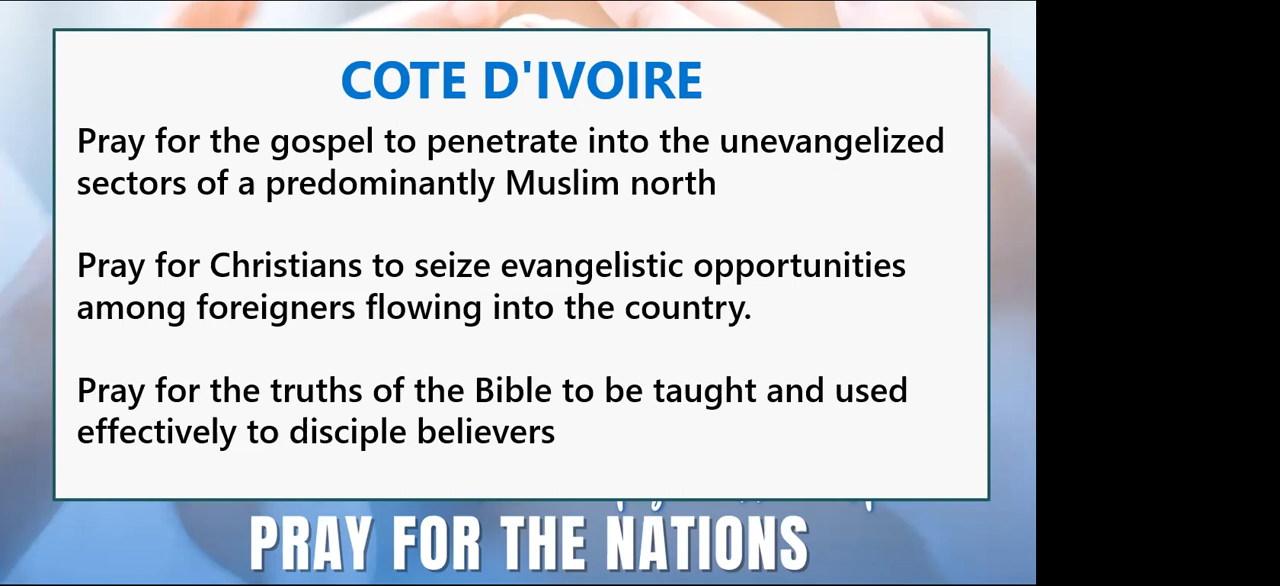 COTE D'IVOIRE
Pray for the gospel to penetrate into the unevangelized
sectors of a predominantly Muslim north
Pray for Christians to seize evangelistic opportunities
among foreigners flowing into the country.
Pray for the truths of the Bible to be taught and used
effectively to disciple believers
PRAY FOR THE NATIONS